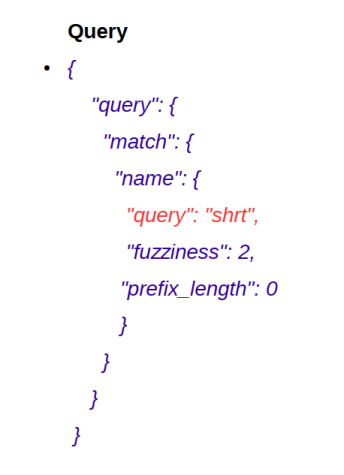 Query
• {
"query": {
"match": {
"name": {
"query": "shrt",
"fuzziness": 2,
"prefix_length": 0
}
}
}
}